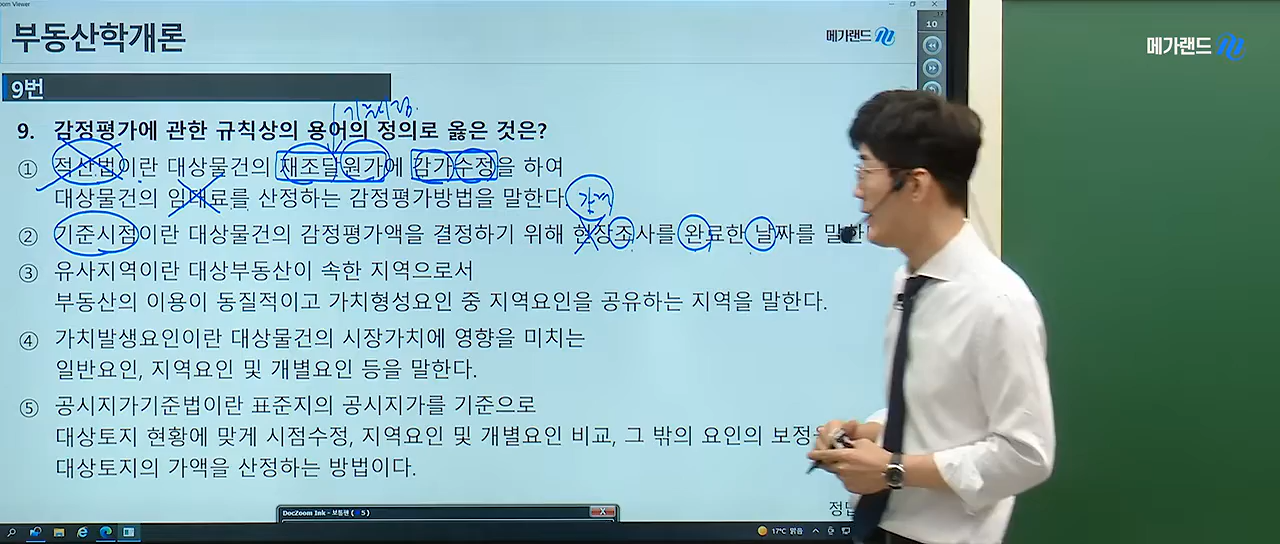 oom Viewer
부동산학개론
메가랜드
10
메가랜드
9번
9. 감정평가에 관한 규칙상의 용어의 정의로 옳은 것은?
① 적산법이란 대상물건의 재조달원가에 감가수정을 하여
대상물건의 임대료를 산정하는 감정평가방법을 말한다
② 기준시점이란 대상물건의 감정평가액을 결정하기 위해 현장조사를 완료한 날짜를 말한
③ 유사지역이란 대상부동산이 속한 지역으로서
부동산의 이용이 동질적이고 가치형성요인 중 지역요인을 공유하는 지역을 말한다.
④ 가치발생요인이란 대상물건의 시장가치에 영향을 미치는
일반요인, 지역요인 및 개별요인 등을 말한다.
⑤ 공시지가기준법이란 표준지의 공시지가를 기준으로
대상토지 현황에 맞게 시점수정, 지역요인 및 개별요인 비교, 그 밖의 요인의 보정을
대상토지의 가액을 산정하는 방법이다.
정답
DocZoom Ink - 보통펜 ( 5)
17℃ 맑음